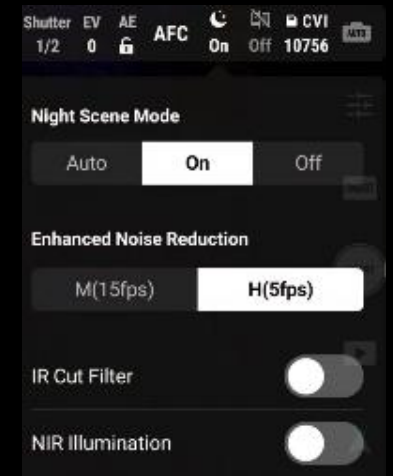 Shutter EV AE AFC CVI
1/2 0 On Off 10756
AUTO
Night Scene Mode
Auto On Off
Enhanced Noise Reduction
M(15fps) H(5fps)
IR Cut Filter
NIR Illumination